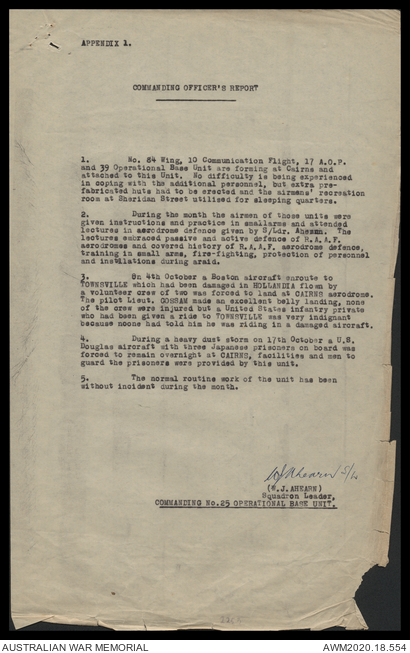 APPENDIX 1.
COMMANDING OFFICER'S REPORT
1. No. 84 Wing, 10 Communication Flight, 17 A.O.P.
and 39 Operational Base Unit are forming at Cairns and
attached to this Unit. No difficulty is being experienced
in coping with the additional personnel, but extra pre-
fabricated huts had to be erected and the airmens' recreation
room at Sheridan Street utilised for sleeping quarters.
2. During the month the airmen of those units were
given instructions and practice in smallarms and attended
lectures in aerodrome defence given by S/Ldr. Ahearn. The
lectures embraced passive and active defence of R.A.A.F.
aerodromes and covered history of R.A.A.F. aerodrome defence,
training in small arms, fire-fighting, protection of personnel
and instllations during araid.
3. On 4th October a Boston aircraft enroute to
TOWNSVILLE which had been damaged in HOLLANDIA flown by
a volunteer crew of two was forced to land at CAIRNS aerodrome.
The pilot Lieut. GOSSAM made an excellent belly landing, none
of the crew were injured but a United States infantry private
who had been given a ride to TOWNSVILLE was very indignant
because noone had told him he was riding in a damaged aircraft.
4. During a heavy dust storm on 17th October a U.S.
Douglas aircraft with three Japanese prisoners on board was
forced to remain overnight at CAIRNS, facilities and men to
guard the prisoners were provided by this unit.
5. The normal routine work of the unit has been
without incident during the month.
WJ Ahearn S/L
(W.J.AHEARN)
Squadron Leader,
COMMANDING No.25 OPERATIONAL BASE UNIT.
AUSTRALIAN WAR MEMORIAL
AWM2020.18.554